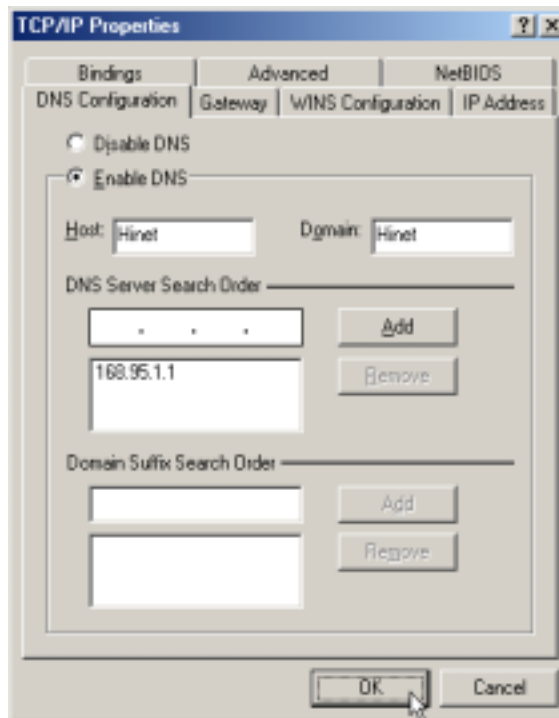 TCP/IP Properties
Bindings Advanced NetBIOS
DNS Configuration Gateway WINS Configuration IP Address
Disable DNS
Enable DNS
Host: Hinet Domain: Hinet
DNS Server Search Order
. . . Add
168.95.1.1 Remove
Domain Suffix Search Order
Add
Remove
OK Cancel